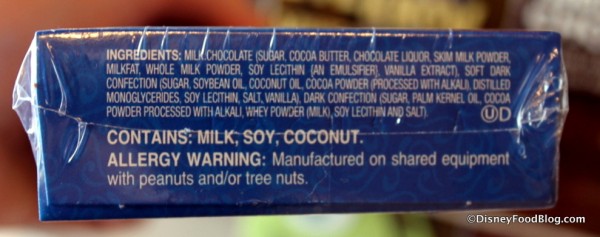 INGREDIENTS: MILK CHOCOLATE (SUGAR, COCOA BUTTER, CHOCOLATE LIQUOR, SKIM MILK POWDER,
MILKFAT, WHOLE MILK POWDER, SOY LECITHIN (AN EMULSIFIER), VANILLA EXTRACT), SOFT DARK
CONFECTION (SUGAR, SOYBEAN OIL, COCONUT OIL, COCOA POWDER (PROCESSED WITH ALKALI), DISTILLED
MONOGLYCERIDES, SOY LECITHIN, SALT, VANILLA), DARK CONFECTION (SUGAR, PALM KERNEL OIL, COCOA
POWDER PROCESSED WITH ALKALI, WHEY POWDER (MILK), SOY LECITHIN AND SALT)
U D
CONTAINS: MILK, SOY, COCONUT.
ALLERGY WARNING: Manufactured on shared equipment
with peanuts and/or tree nuts.
©DisneyFoodBlog.com